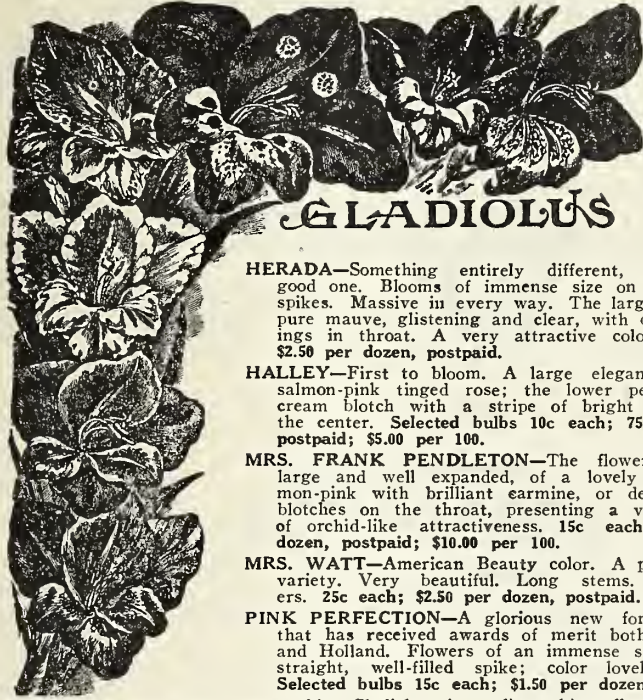 GLADIOLUS
HERADA—Something entirely different,
good one. Blooms of immense size on
spikes. Massive in every way. The larg
pure mauve, glistening and clear, with
ings in throat. A very attractive colo
$2.50 per dozen, postpaid.
HALLEY—First to bloom. A large elegan
salmon-pink tinged rose; the lower pe
cream blotch with a stripe of bright
the center. Selected bulbs 10c each; 75
postpaid; $5.00 per 100.
MRS. FRANK PENDLETON—The flower
large and well expanded, of a lovely
mon-pink with brilliant carmine, or de
blotches on the throat, presenting a v
of orchid-like attractiveness. 15c each
dozen, postpaid; $10.00 per 100.
MRS. WATT—American Beauty color. A p
variety. Very beautiful. Long stems.
ers. 25c each; $2.50 per dozen, postpaid.
PINK PERFECTION—A glorious new for
that has received awards of merit both
and Holland. Flowers of an immense s
straight, well-filled spike; color lovel
Selected bulbs 15c each; $1.50 per dozen